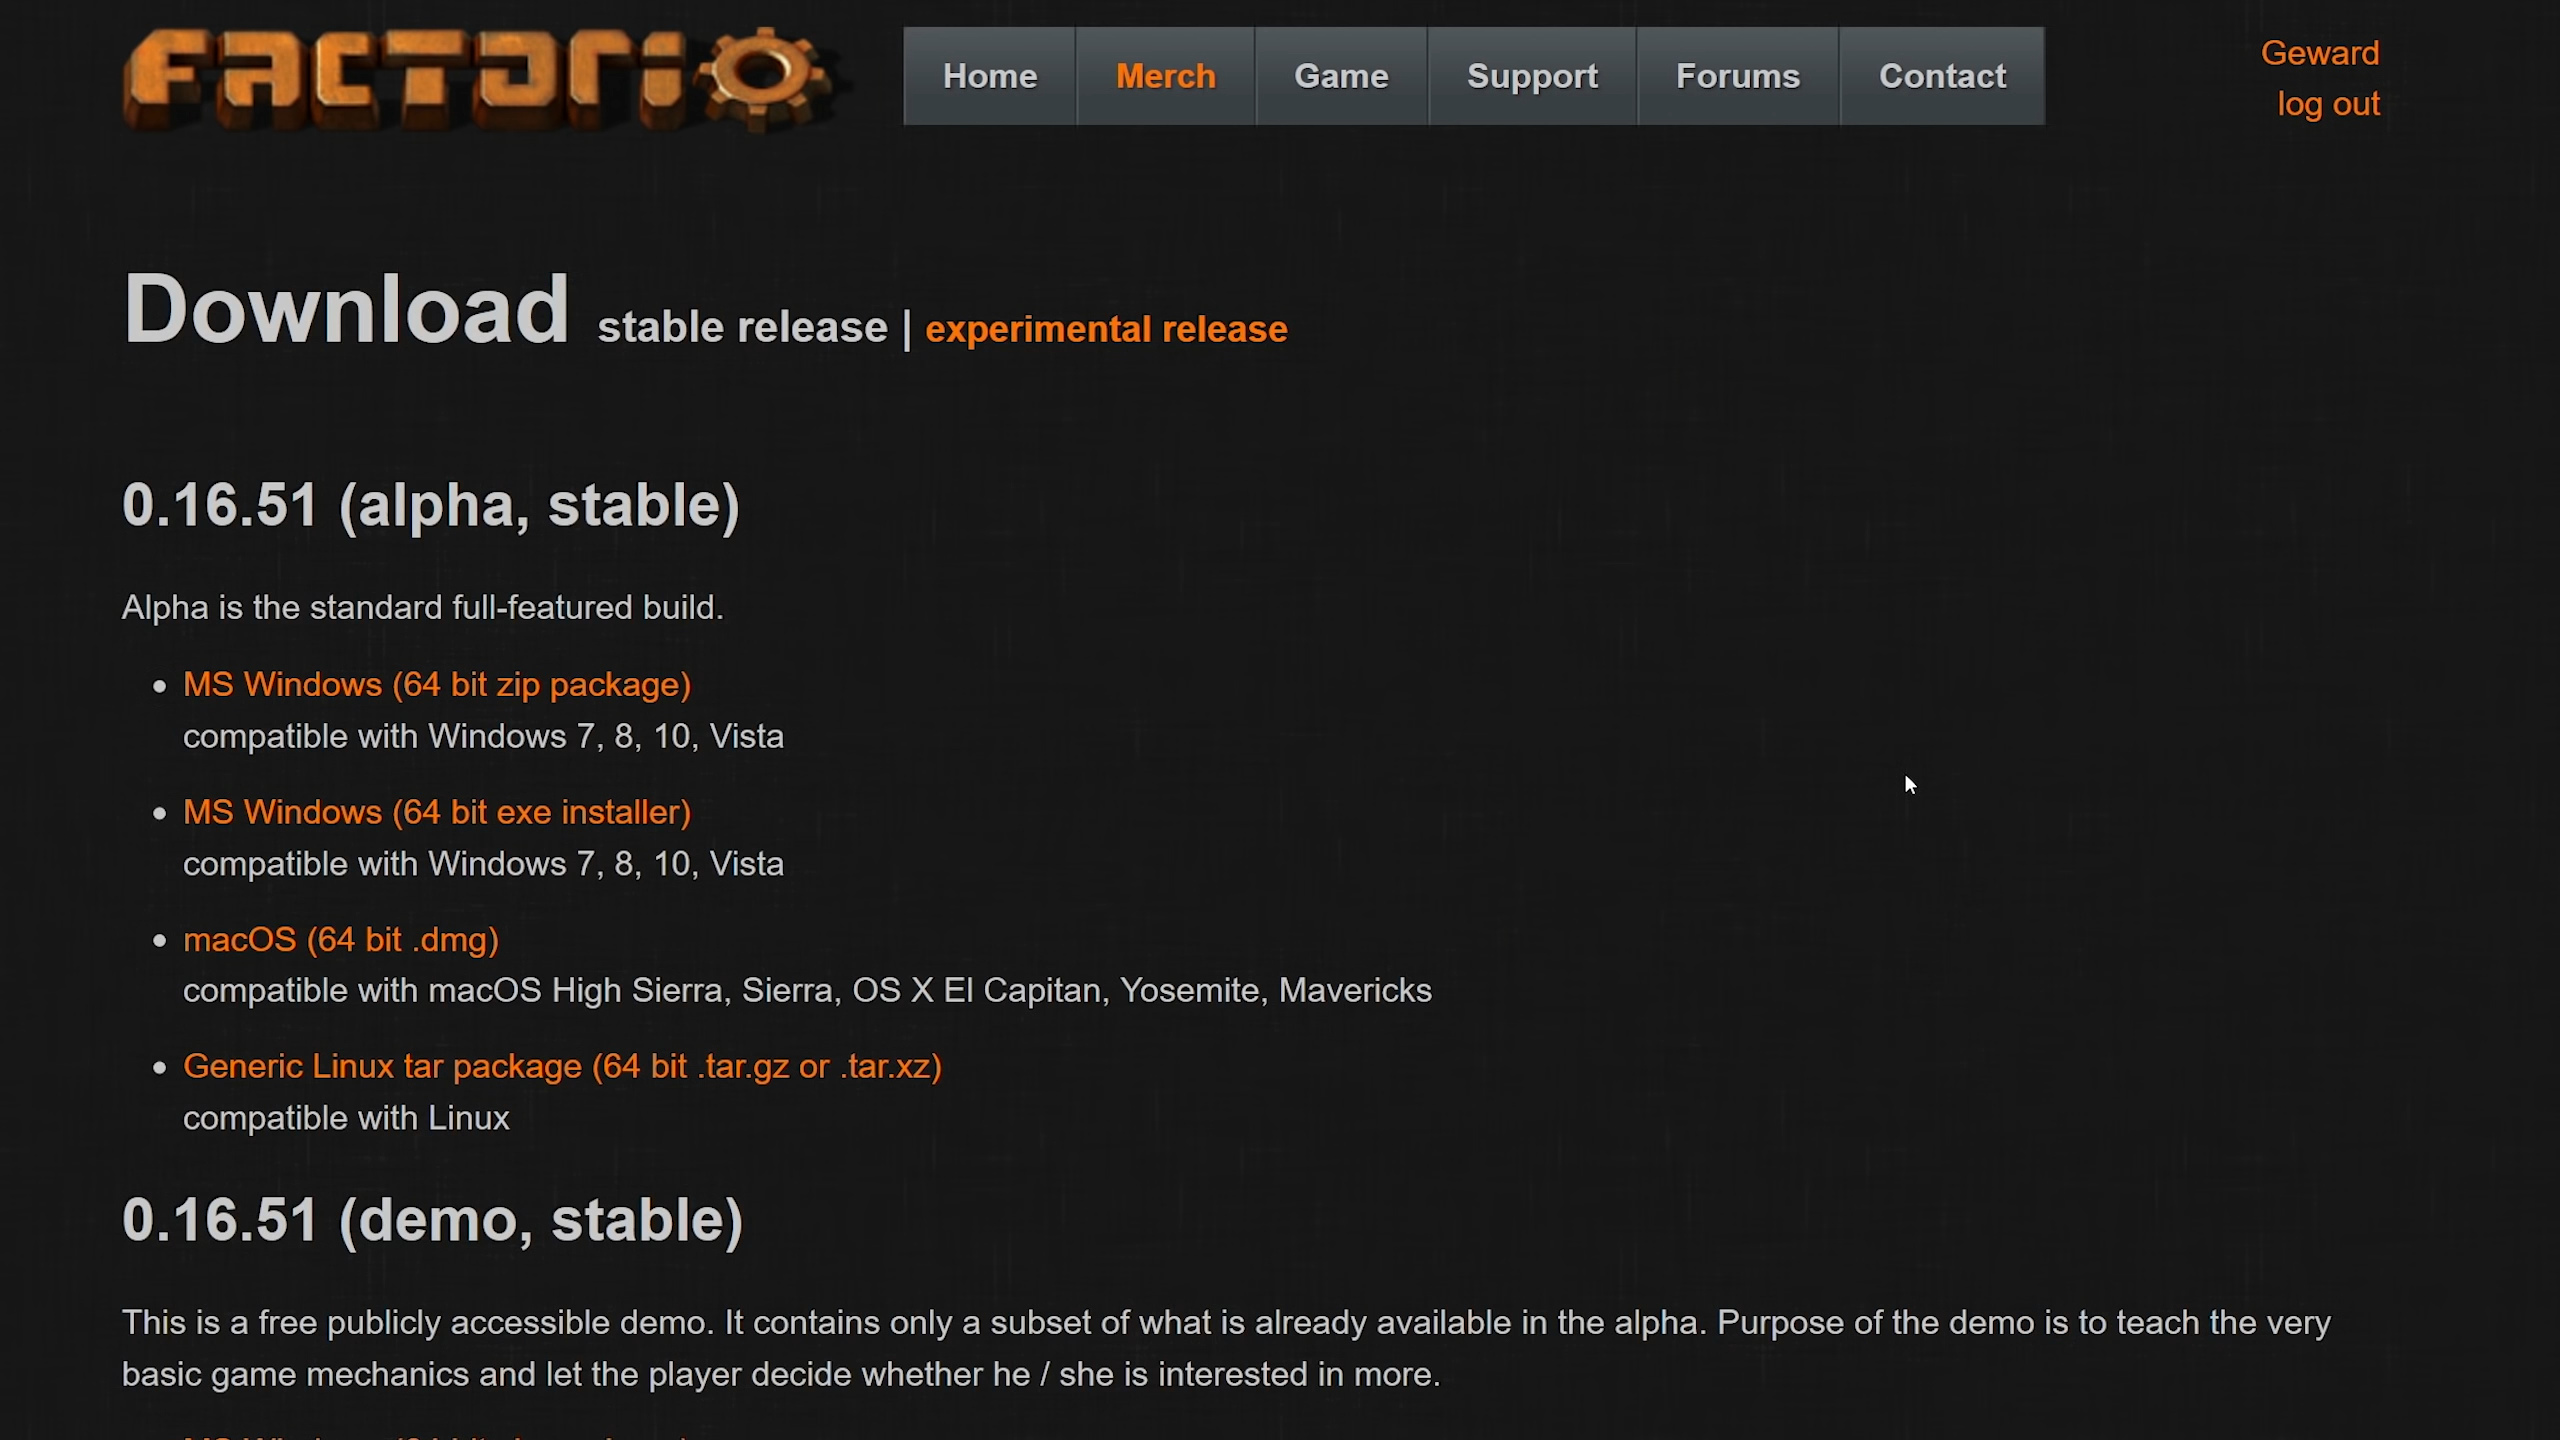 FACTORIO
Home Merch Game Support Forums Contact
Geward
log out
Download stable release | experimental release
0.16.51 (alpha, stable)
Alpha is the standard full-featured build.
MS Windows (64 bit zip package)
compatible with Windows 7, 8, 10, Vista
MS Windows (64 bit exe installer)
compatible with Windows 7, 8, 10, Vista
macOS (64 bit .dmg)
compatible with macOS High Sierra, Sierra, OS X El Capitan, Yosemite, Mavericks
Generic Linux tar package (64 bit .tar.gz or .tar.xz)
compatible with Linux
0.16.51 (demo, stable)
This is a free publicly accessible demo. It contains only a subset of what is already available in the alpha. Purpose of the demo is to teach the very
basic game mechanics and let the player decide whether he / she is interested in more.